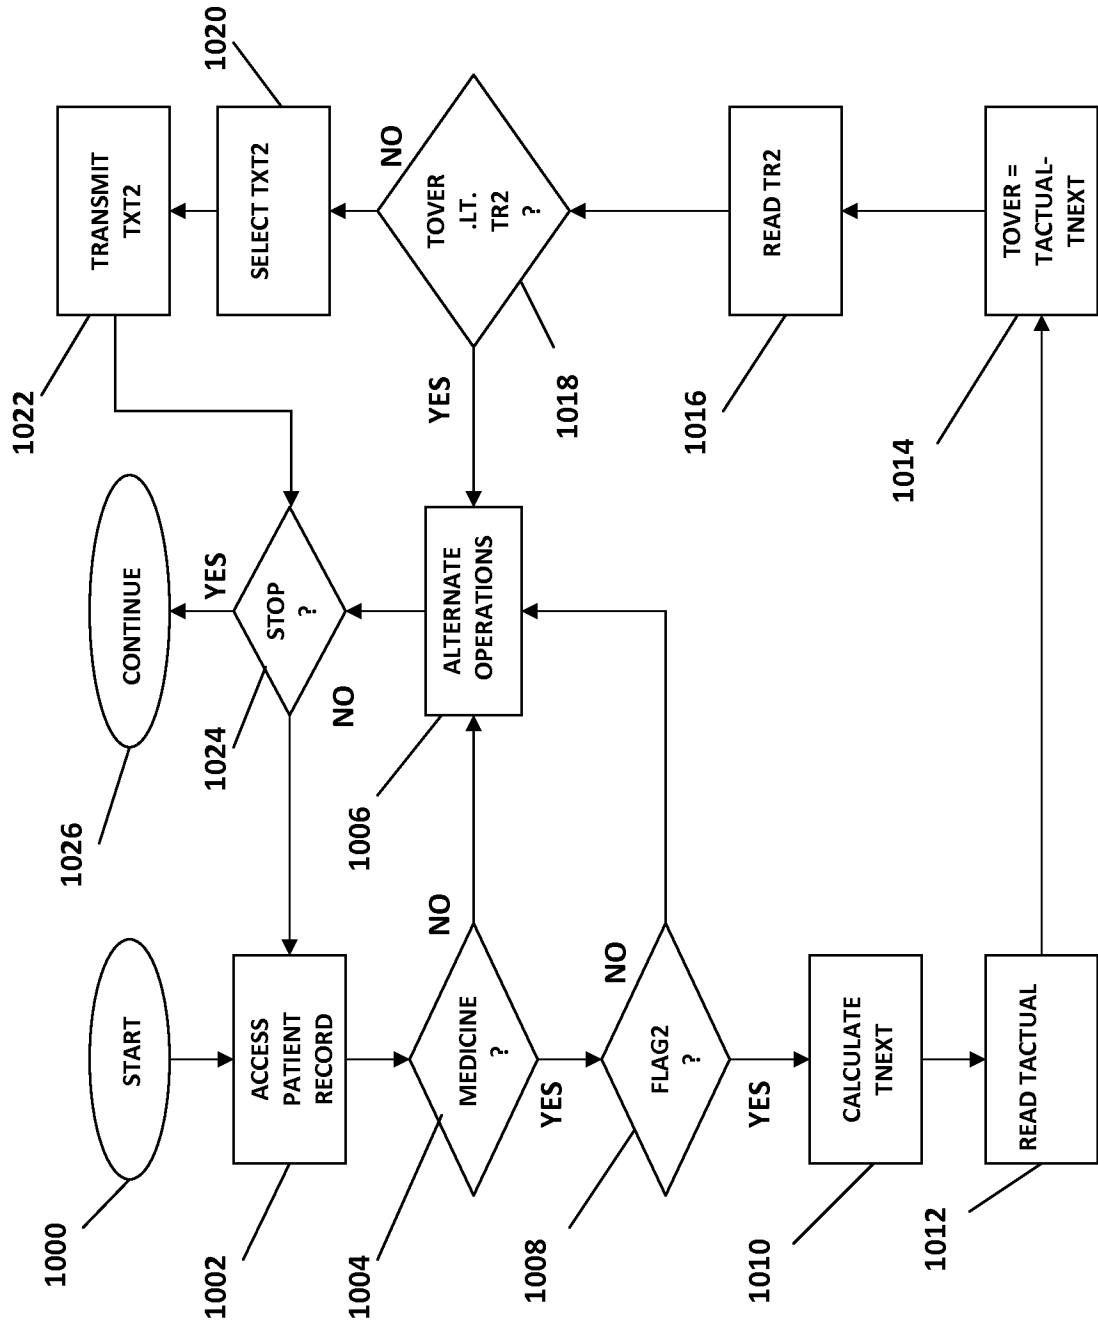 1000
START
1002
ACCESS
PATIENT
RECORD
1004
MEDICINE
?
NO
YES
1008
FLAG2
?
NO
YES
1010
CALCULATE
TNEXT
1012
READ TACTUAL
1026
CONTINUE
YES
1024
STOP
?
NO
1006
ALTERNATE
OPERATIONS
1022
TRANSMIT
TXT2
1020
SELECT TXT2
NO
TOVER
.LT.
TR2
?
YES
1018
1016
READ TR2
1014
TOVER =
TACTUAL-
TNEXT